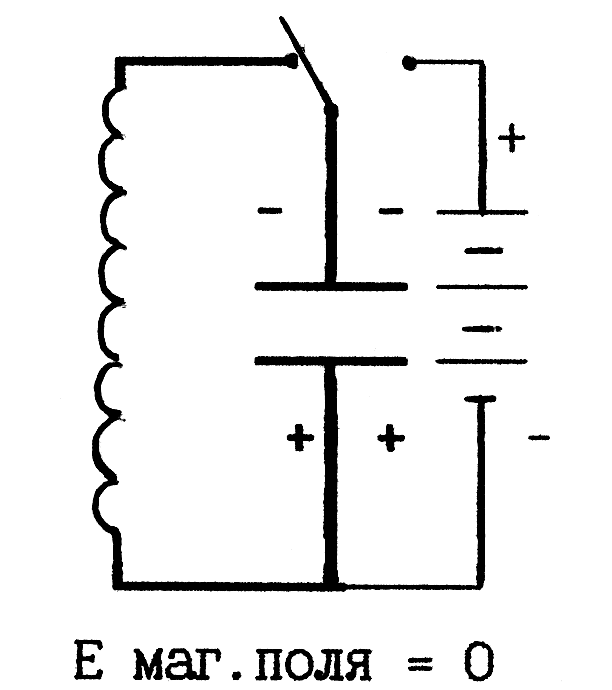 +
- -
+ + -
E маг.поля = 0